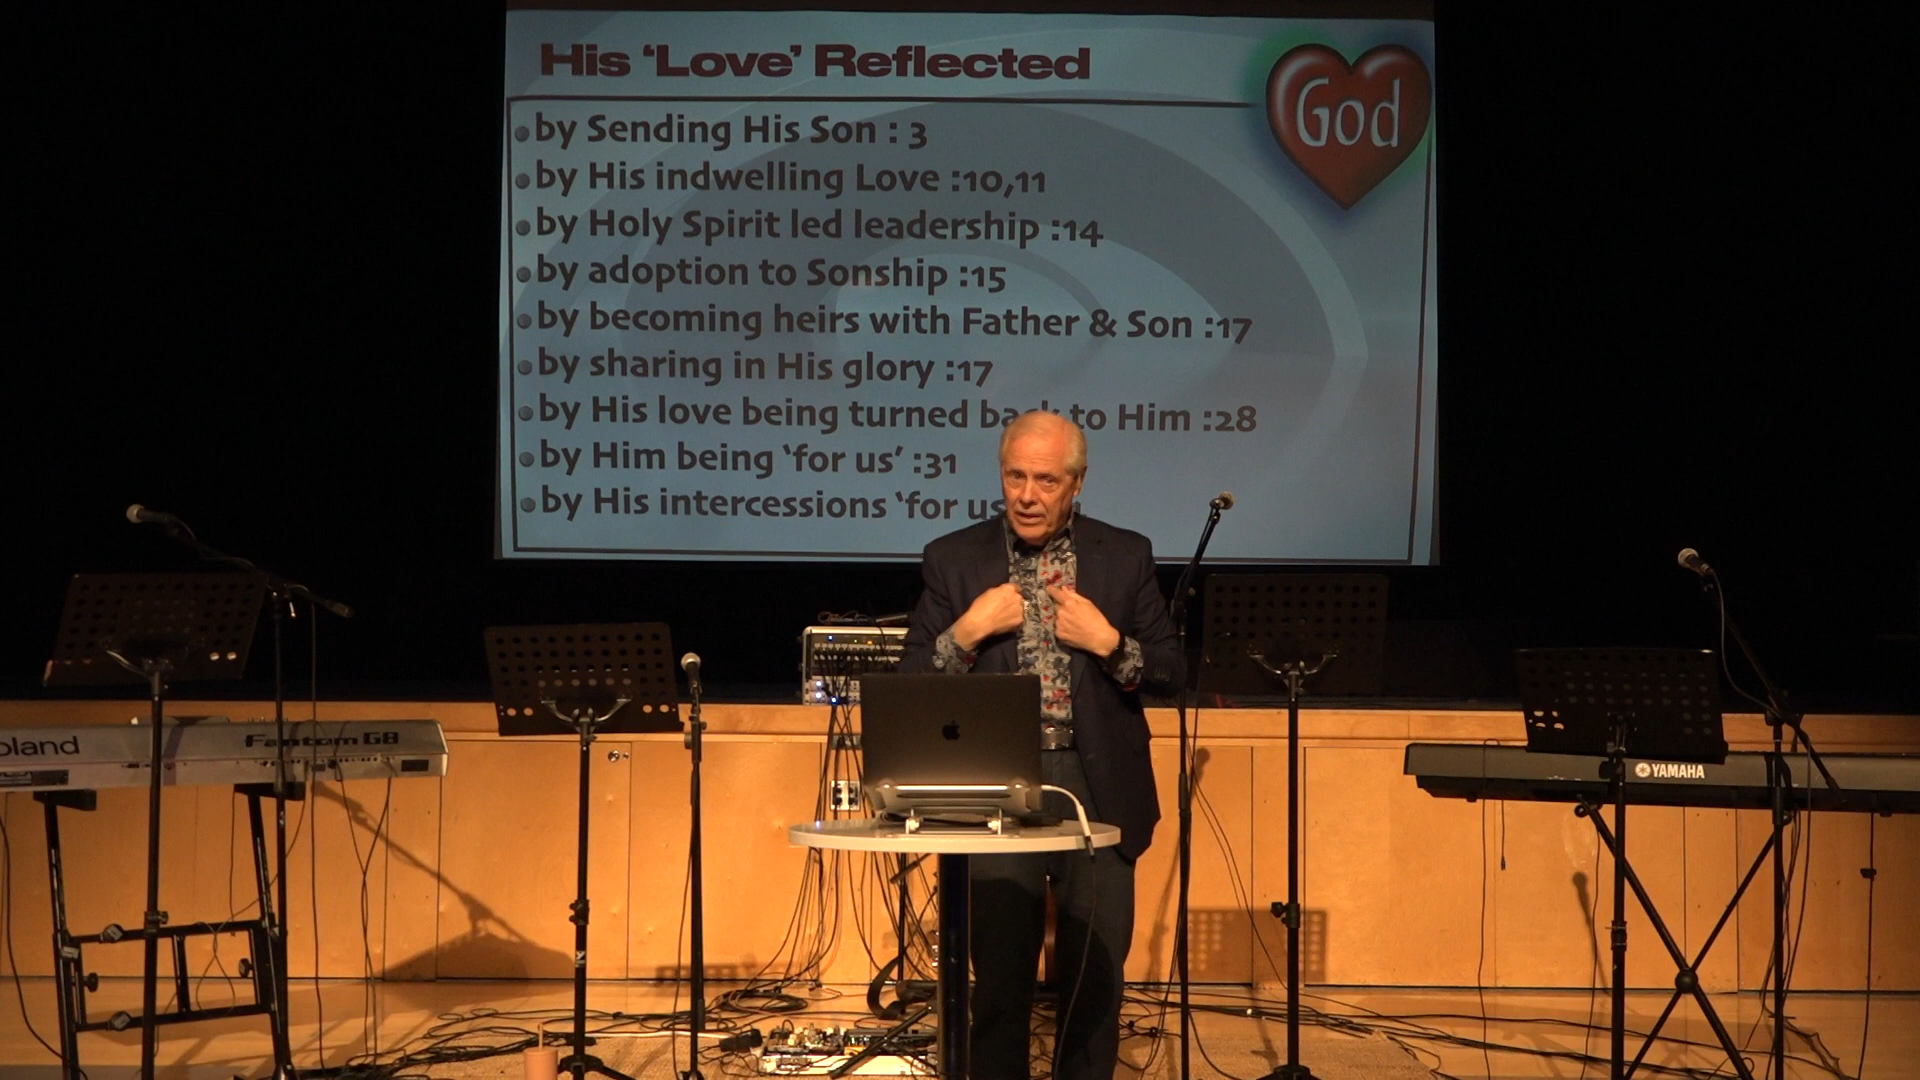 His ‘Love’ Reflected
God
by Sending His Son : 3
by His indwelling Love :10,11
by Holy Spirit led leadership :14
by adoption to Sonship :15
by becoming heirs with Father & Son :17
by sharing in His glory :17
by His love being turned back to Him :28
by Him being ‘for us’ :31
by His intercessions ‘for us
oland
Fantom G8
YAMAHA